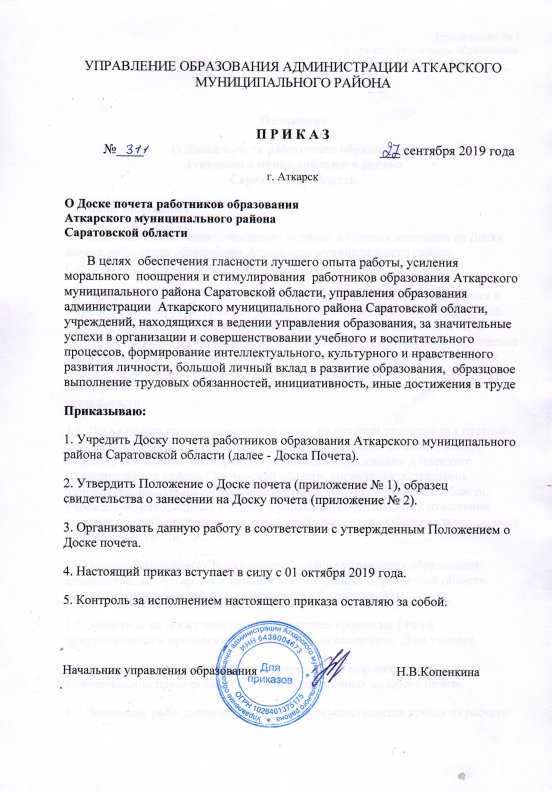 УПРАВЛЕНИЕ ОБРАЗОВАНИЯ АДМИНИСТРАЦИИ АТКАРСКОГО
МУНИЦИПАЛЬНОГО РАЙОНА
П Р И К А З
№ 311 27 сентября 2019 года
г. Аткарск
О Доске почета работников образования
Аткарского муниципального района
Саратовской области
В целях обеспечения гласности лучшего опыта работы, усиления
морального поощрения и стимулирования работников образования Аткарского
муниципального района Саратовской области, управления образования
администрации Аткарского муниципального района Саратовской области,
учреждений, находящихся в ведении управления образования, за значительные
успехи в организации и совершенствовании учебного и воспитательного
процессов, формирование интеллектуального, культурного и нравственного
развития личности, большой личный вклад в развитие образования, образцовое
выполнение трудовых обязанностей, инициативность, иные достижения в труде
Приказываю:
1. Учредить Доску почета работников образования Аткарского муниципального
района Саратовской области (далее - Доска Почета).
2. Утвердить Положение о Доске почета (приложение № 1), образец
свидетельства о занесении на Доску почета (приложение № 2).
3. Организовать данную работу в соответствии с утвержденным Положением о
Доске почета.
4. Настоящий приказ вступает в силу с 01 октября 2019 года.
5. Контроль за исполнением настоящего приказа оставляю за собой.
Начальник управления образования Н.В.Копенкина
Управление образования администрации Аткарского муниципального района
ИНН 6438004673
Для
приказов
ОГРН 1026401375175